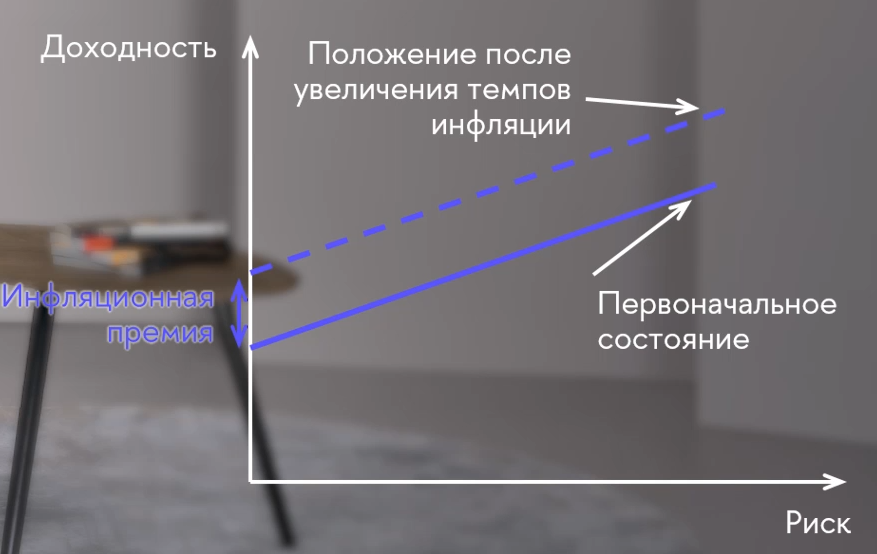 Доходность
Положение после
увеличения темпов
инфляции
Инфляционная
премия
Первоначальное
состояние
Риск